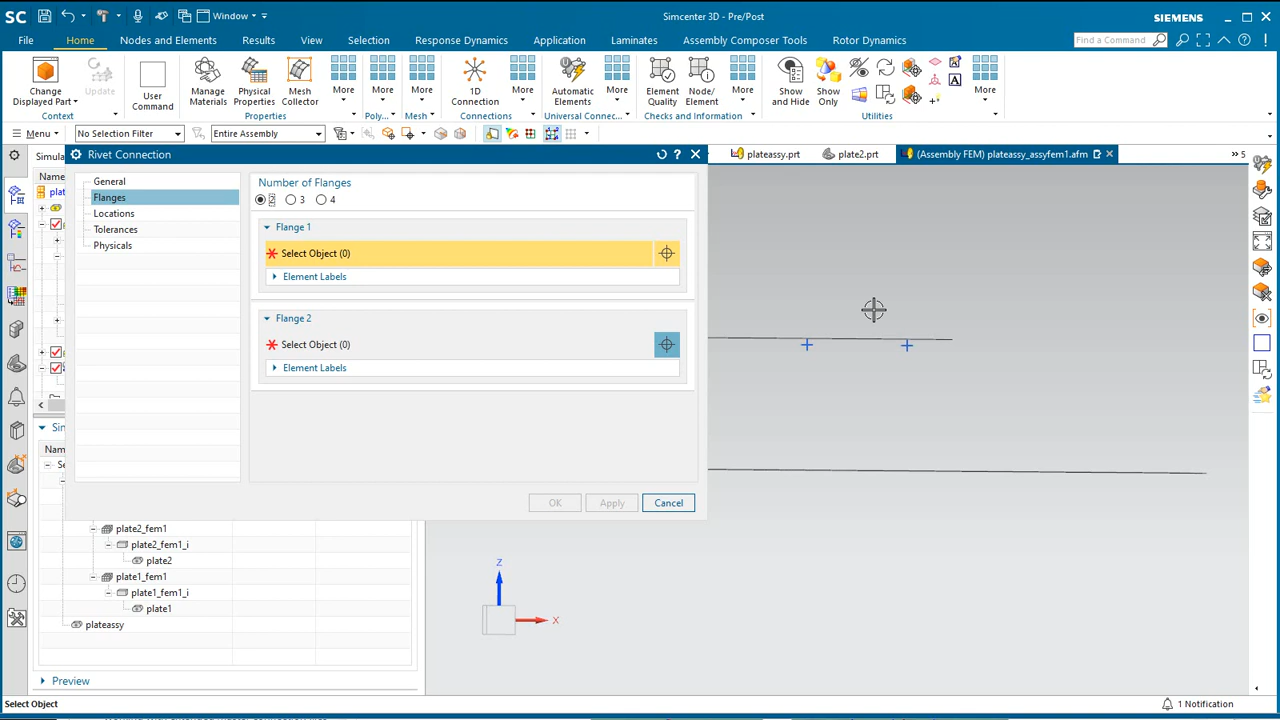 SC
Window
Simcenter 3D - Pre/Post
SIEMENS
File
Home
Nodes and Elements
Results
View
Selection
Response Dynamics
Application
Laminates
Assembly Composer Tools
Rotor Dynamics
Find a Command
Change Displayed Part
Update
User Command
Manage Materials
Physical Properties
Mesh Collector
More
More
More
1D Connection
More
Automatic Elements
More
Element Quality
Node/ Element
More
Show and Hide
Show Only
More
Context
Properties
Poly...
Mesh
Connections
Universal Connec...
Checks and Information
Utilities
Menu
No Selection Filter
Entire Assembly
Simula
Rivet Connection
plateassy.prt
plate2.prt
(Assembly FEM) plateassy_assyfem1.afm
5
Name
plat
General
Flanges
Locations
Tolerances
Physicals
Number of Flanges
2
3
4
Flange 1
Select Object (0)
Element Labels
Flange 2
Select Object (0)
Element Labels
OK
Apply
Cancel
Sin
Nam
Se
plate2_fem1
plate2_fem1_i
plate2
plate1_fem1
plate1_fem1_i
plate1
plateassy
Preview
Z
X
Select Object
1 Notification